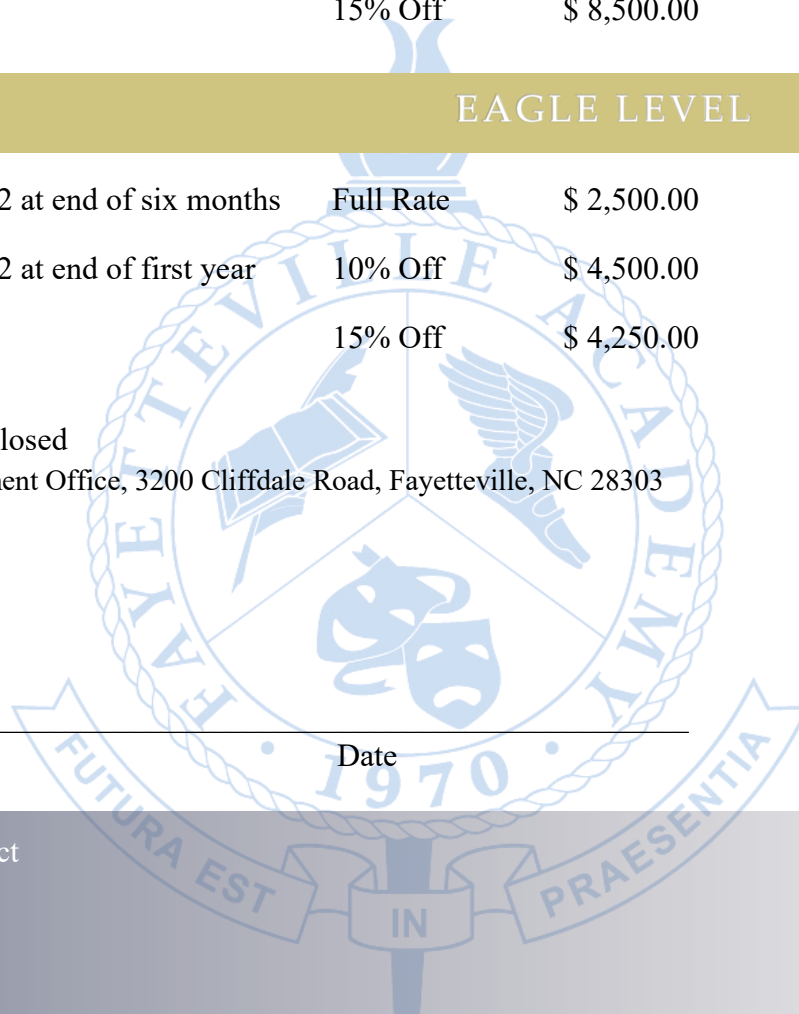 15% Off $ 8,500.00
EAGLE LEVEL
2 at end of six months Full Rate $ 2,500.00
2 at end of first year 10% Off $ 4,500.00
15% Off $ 4,250.00
losed
ent Office, 3200 Cliffdale Road, Fayetteville, NC 28303
Date
ct
FAYETTEVILLE ACADEMY
• 1970 •
FUTURA EST IN PRAESENTIA